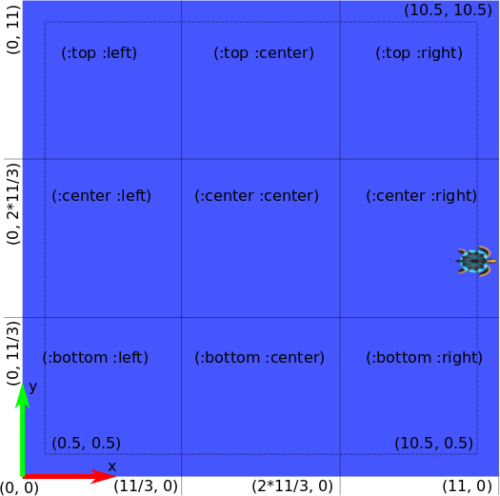 (0, 11)
(10.5, 10.5)
(:top :left)
(:top :center)
(:top :right)
(0, 2*11/3)
(:center :left)
(:center :center)
(:center :right)
(0, 11/3)
(:bottom :left)
(:bottom :center)
(:bottom :right)
y
(0.5, 0.5)
(10.5, 0.5)
x
(0, 0)
(11/3, 0)
(2*11/3, 0)
(11, 0)